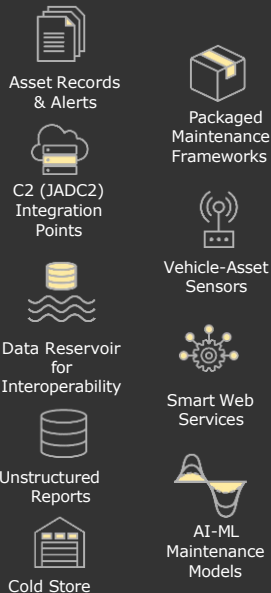 Asset Records
& Alerts
C2 (JADC2)
Integration
Points
Data Reservoir
for
Interoperability
Unstructured
Reports
Cold Store
Packaged
Maintenance
Frameworks
Vehicle-Asset
Sensors
Smart Web
Services
AI-ML
Maintenance
Models